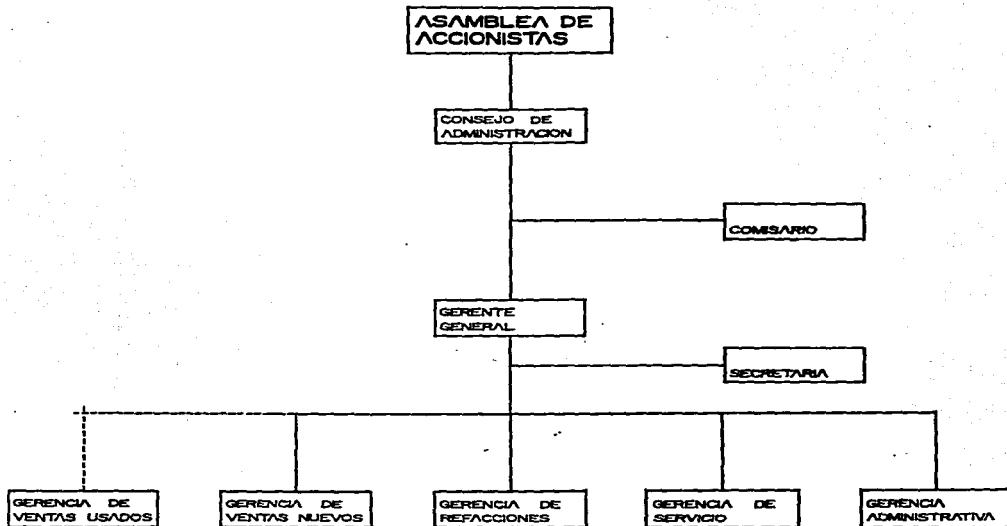 ASAMBLEA DE
ACCIONISTAS
CONSEJO DE
ADMINISTRACION
COMISARIO
GERENTE
GENERAL
SECRETARIA
GERENCIA DE
VENTAS USADOS
GERENCIA DE
VENTAS NUEVOS
GERENCIA DE
REFACCIONES
GERENCIA DE
SERVICIO
GERENCIA
ADMINISTRATIVA